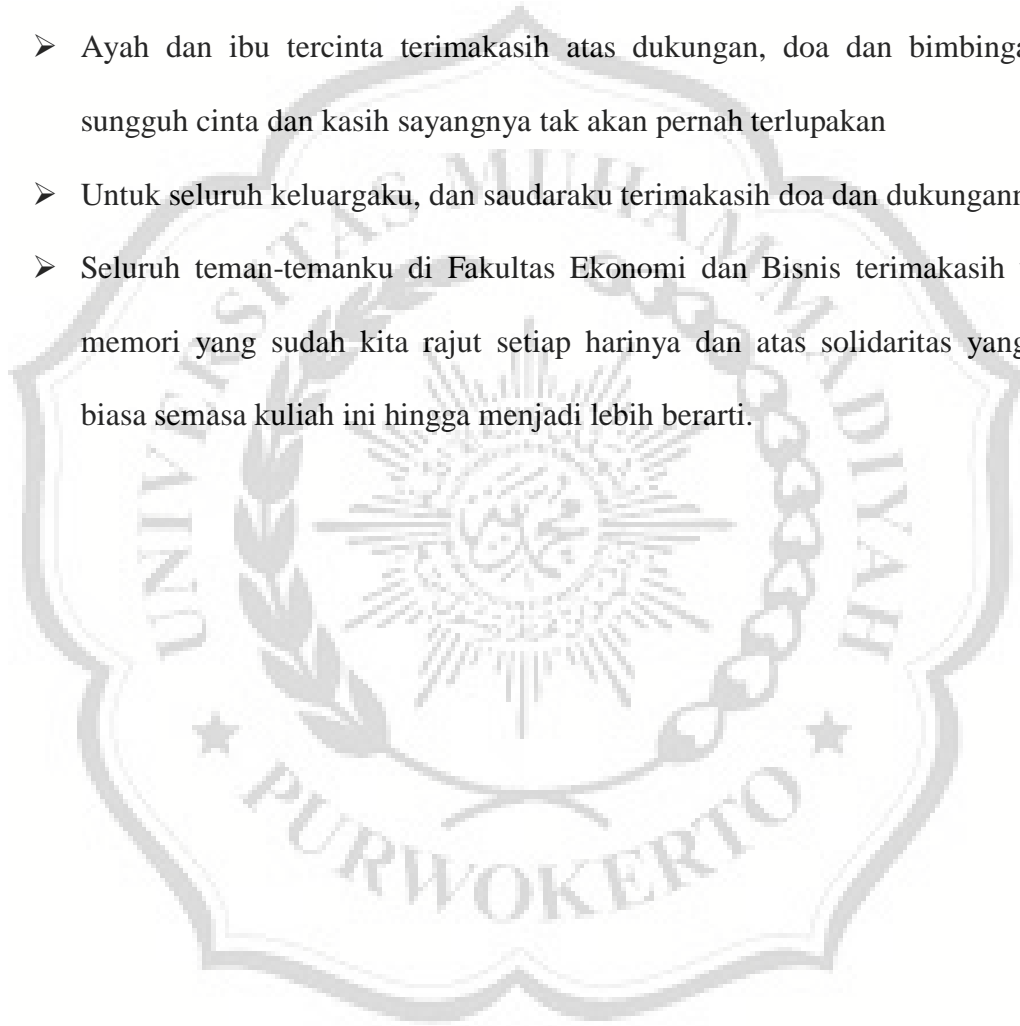 ➢ Ayah dan ibu tercinta terimakasih atas dukungan, doa dan
sungguh cinta dan kasih sayangnya tak akan pernah terlupakan
➢ Untuk seluruh keluargaku, dan saudaraku terimakasih doa dan
➢ Seluruh teman-temanku di Fakultas Ekonomi dan Bisnis terimakasih
memori yang sudah kita rajut setiap harinya dan atas solidaritas yang
biasa semasa kuliah ini hingga menjadi lebih berarti.
UNIVERSITAS MUHAMMADIYAH
PURWOKERTO